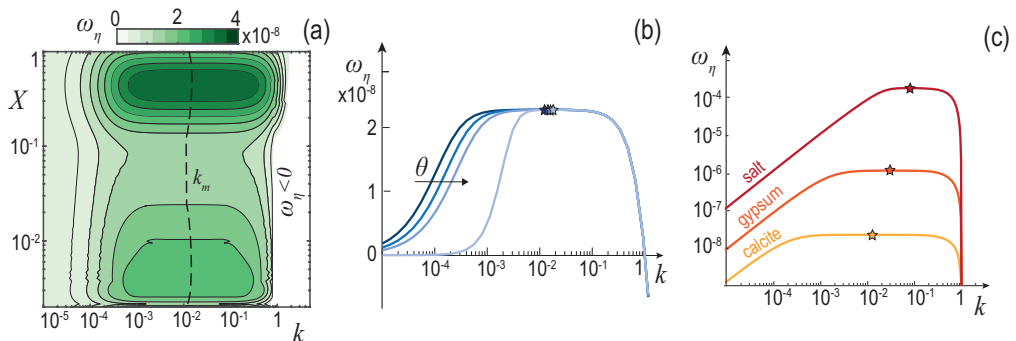 ω_η 0 2 4 ×10⁻⁸
X
1
10⁻¹
10⁻²
k_m
ω_η<0
10⁻⁵ 10⁻⁴ 10⁻³ 10⁻² 10⁻¹ 1 k
(b)
ω_η
×10⁻⁸
2
1
0
θ
10⁻⁴ 10⁻³ 10⁻² 10⁻¹ 1 k
(c)
ω_η
10⁻⁴
10⁻⁵
10⁻⁶
10⁻⁷
10⁻⁸
salt
gypsum
calcite
10⁻⁴ 10⁻³ 10⁻² 10⁻¹ 1 k
(a)